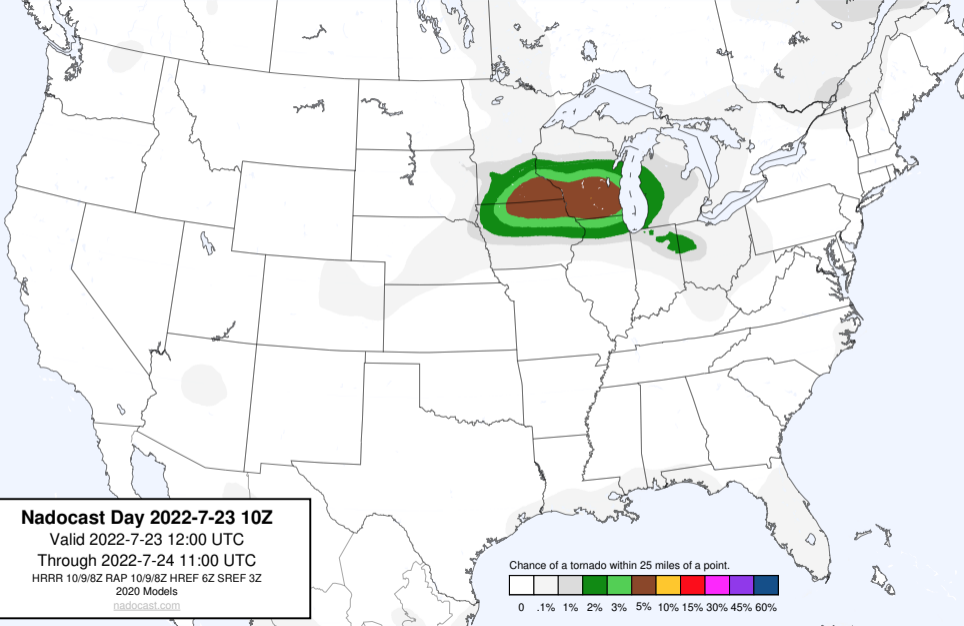 Nadocast Day 2022-7-23 10Z
Valid 2022-7-23 12:00 UTC
Through 2022-7-24 11:00 UTC
HRRR 10/9/8Z RAP 10/9/8Z HREF 6Z SREF 3Z
2020 Models
nadocast.com
Chance of a tornado within 25 miles of a point.
0 .1% 1% 2% 3% 5% 10% 15% 30% 45% 60%